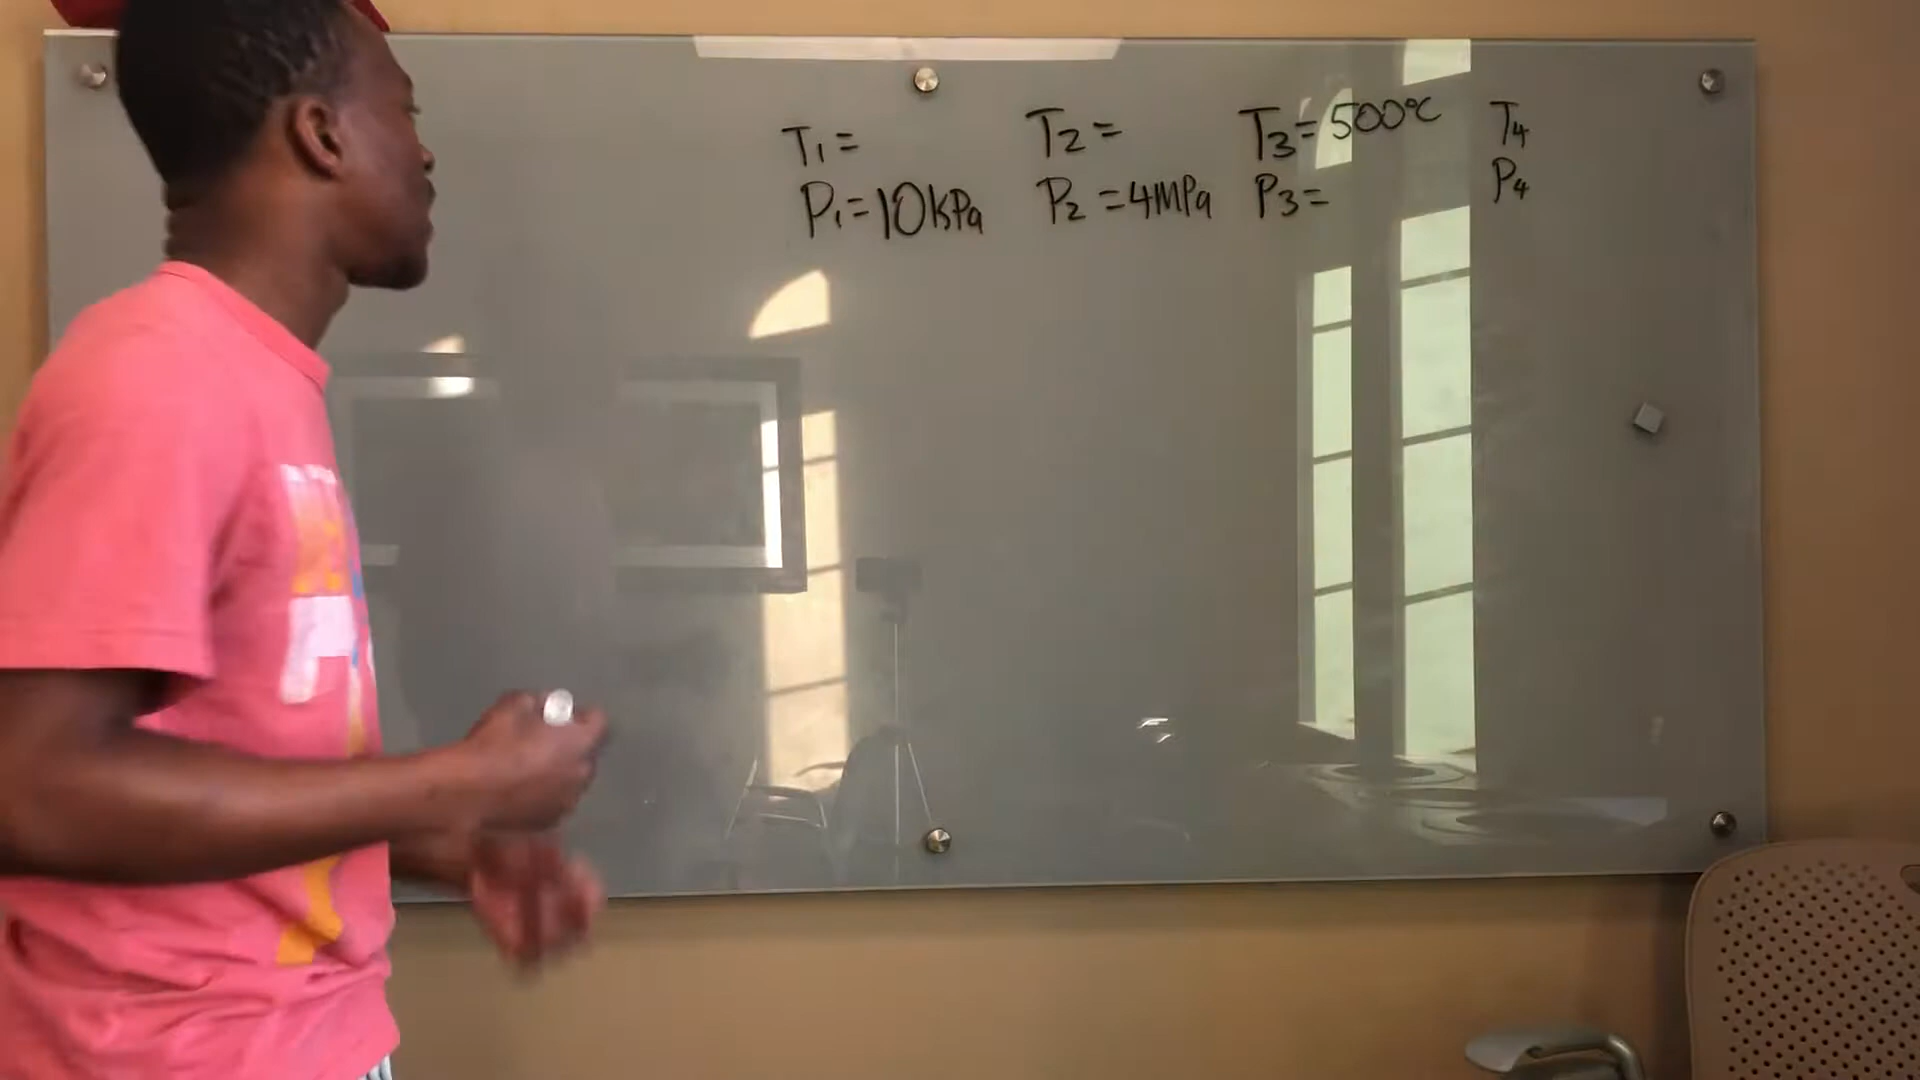 T₁= T₂= T₃=500°C T₄
P₁=10kPa P₂=4MPa P₃= P₄